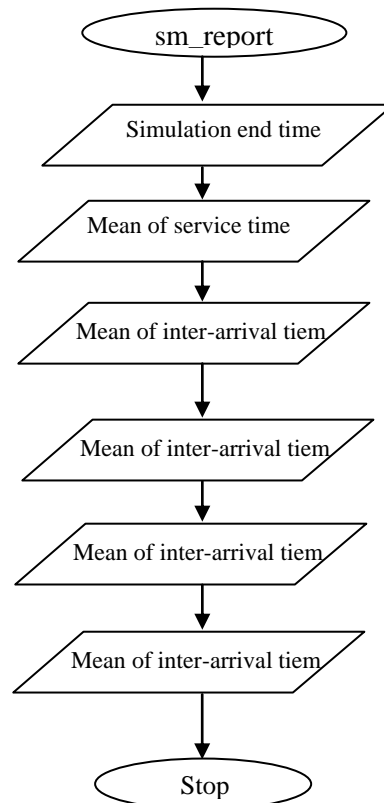 sm_report
Simulation end time
Mean of service time
Mean of inter-arrival tiem
Mean of inter-arrival tiem
Mean of inter-arrival tiem
Mean of inter-arrival tiem
Stop